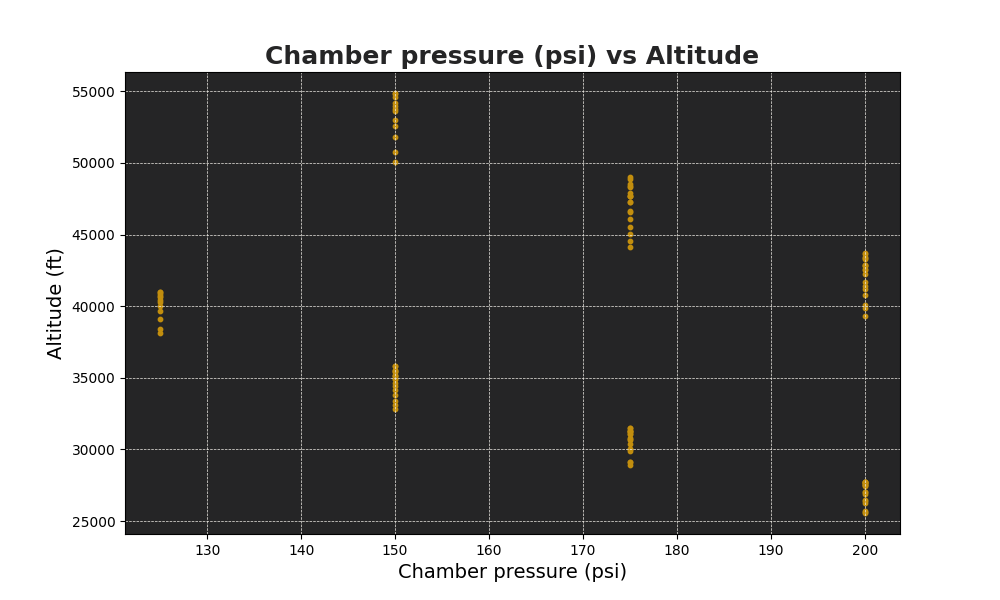 Chamber pressure (psi) vs Altitude
Altitude (ft)
55000
50000
45000
40000
35000
30000
25000
130 140 150 160 170 180 190 200
Chamber pressure (psi)